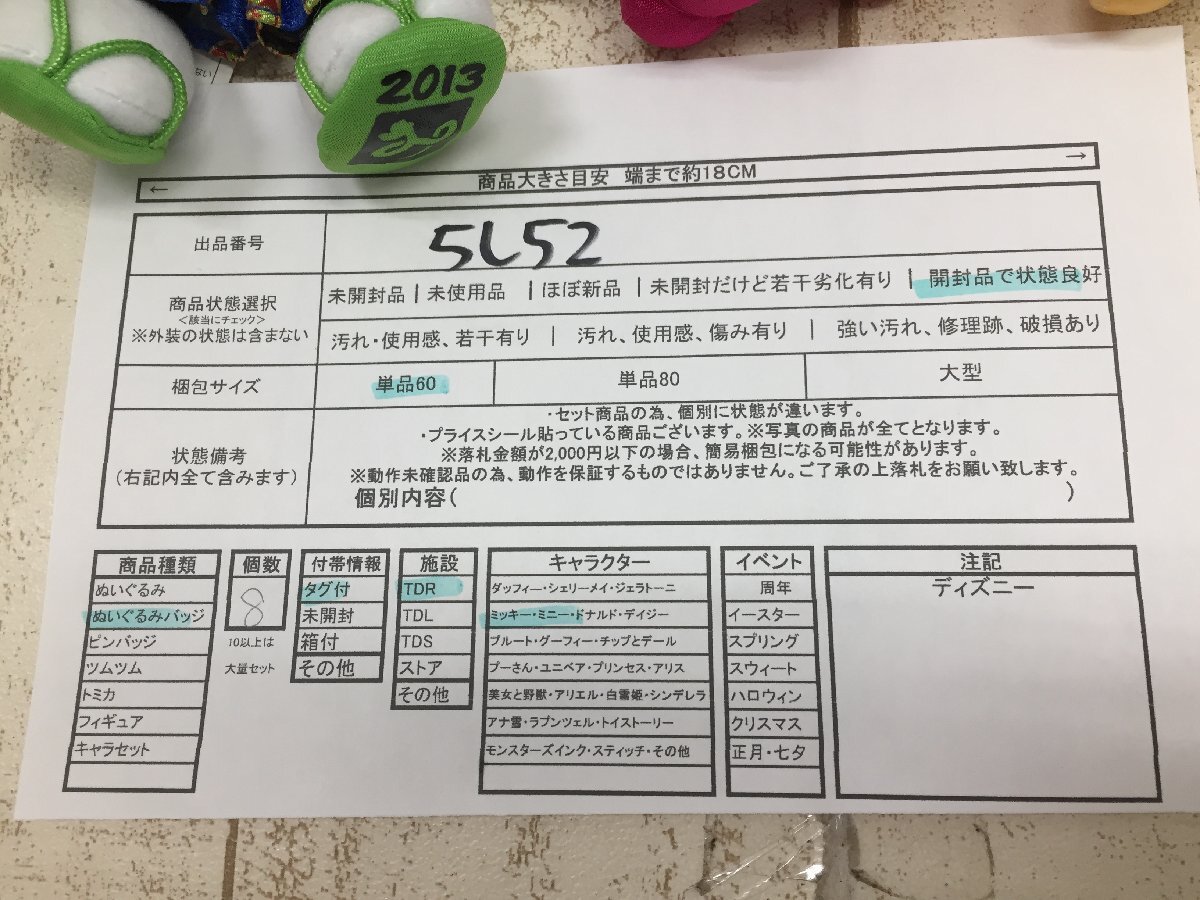 2013
ない
← 商品大きさ目安 端まで約18CM →
出品番号 5L52
商品状態選択
<該当にチェック>
※外装の状態は含まない
未開封品 | 未使用品 | ほぼ新品 | 未開封だけど若干劣化有り | 開封品で状態良好
汚れ・使用感、若干有り | 汚れ、使用感、傷み有り | 強い汚れ、修理跡、破損あり
梱包サイズ 単品60 単品80 大型
状態備考
(右記内全て含みます)
・セット商品の為、個別に状態が違います。
・プライスシール貼っている商品ございます。※写真の商品が全てとなります。
※落札金額が2,000円以下の場合、簡易梱包になる可能性があります。
※動作未確認品の為、動作を保証するものではありません。ご了承の上落札をお願い致します。
個別内容( )
商品種類
ぬいぐるみ
ぬいぐるみバッジ
ピンバッジ
ツムツム
トミカ
フィギュア
キャラセット
個数
8
10以上は
大量セット
付帯情報
タグ付
未開封
箱付
その他
施設
TDR
TDL
TDS
ストア
その他
キャラクター
ダッフィー・シェリーメイ・ジェラトーニ
ミッキー・ミニー・ドナルド・デイジー
プルート・グーフィー・チップとデール
プーさん・ユニベア・プリンセス・アリス
美女と野獣・アリエル・白雪姫・シンデレラ
アナ雪・ラプンツェル・トイストーリー
モンスターズインク・スティッチ・その他
イベント
周年
イースター
スプリング
スウィート
ハロウィン
クリスマス
正月・七夕
注記
ディズニー